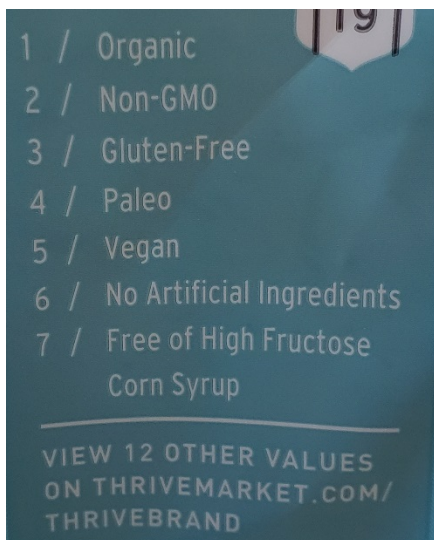 19
1 / Organic
2 / Non-GMO
3 / Gluten-Free
4 / Paleo
5 / Vegan
6 / No Artificial Ingredients
7 / Free of High Fructose
Corn Syrup
VIEW 12 OTHER VALUES
ON THRIVEMARKET.COM/
THRIVEBRAND